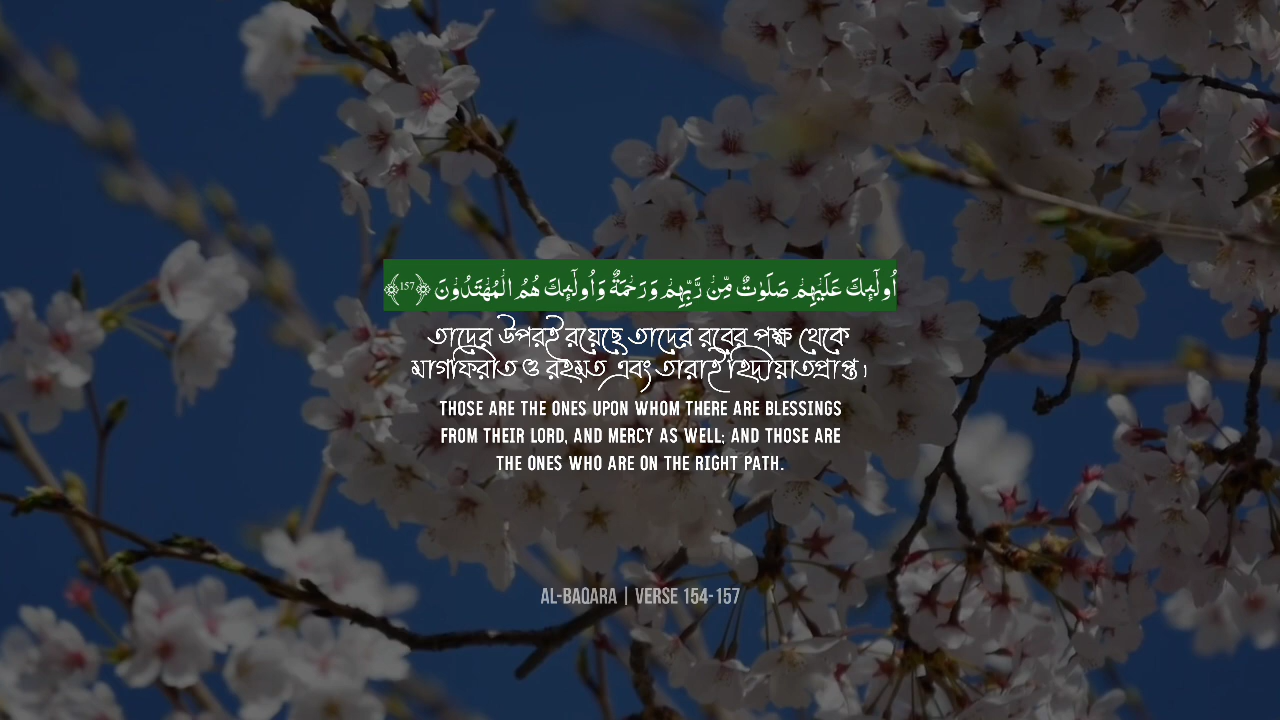 اُولٰٓئِكَ عَلَيْهِمْ صَلَوٰتٌ مِّنْ رَّبِّهِمْ وَرَحْمَةٌ وَاُولٰٓئِكَ هُمُ الْمُهْتَدُوْنَ ﴿157﴾
তাদের উপরই রয়েছে তাদের রবের পক্ষ থেকে
মাগফিরাত ও রহমত এবং তারাই হিদায়াতপ্রাপ্ত।
THOSE ARE THE ONES UPON WHOM THERE ARE BLESSINGS
FROM THEIR LORD, AND MERCY AS WELL; AND THOSE ARE
THE ONES WHO ARE ON THE RIGHT PATH.
AL-BAQARA | VERSE 154-157